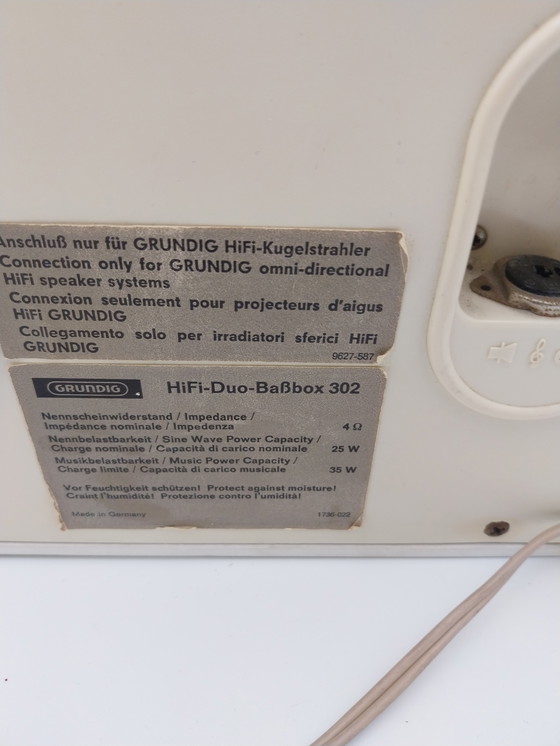 Anschluß nur für GRUNDIG HiFi-Kugelstrahler
Connection only for GRUNDIG omni-directional
HiFi speaker systems
Connexion seulement pour projecteurs d'aigus
HiFi GRUNDIG
Collegamento solo per irradiatori sferici HiFi
GRUNDIG
9627-587
GRUNDIG
HiFi-Duo-Baßbox 302
Nennscheinwiderstand / Impedance /
Impédance nominale / Impedenza 4 Ω
Nennbelastbarkeit / Sine Wave Power Capacity /
Charge nominale / Capacità di carico nominale 25 W
Musikbelastbarkeit / Music Power Capacity /
Charge limite / Capacità di carico musicale 35 W
Vor Feuchtigkeit schützen! Protect against moisture!
Craint l'humidité! Protezione contro l'umidità!
Made in Germany